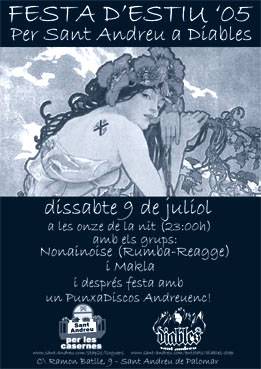 FESTA D'ESTIU '05
Per Sant Andreu a Diables
dissabte 9 de juliol
a les onze de la nit (23:00h)
amb els grups:
Nonainoise (Rumba-Reagge)
i Makla
i després festa amb
un PunxaDiscos Andreuenc!
Sant
Andreu
per les
casernes
Diables
sant andreu
C\ Ramon Batlle, 9 - Sant Andreu de Palomar